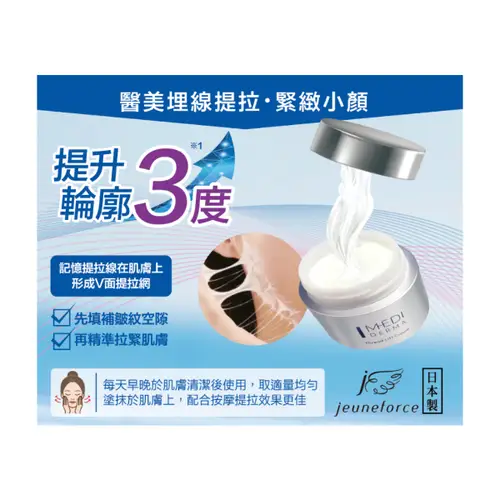 醫美埋線提拉·緊緻小顏
提升
輪廓3度
※1
記憶提拉線在肌膚上
形成V面提拉網
先填補皺紋空隙
再精準拉緊肌膚
MEDI
DERMA
每天早晚於肌膚清潔後使用，取適量均勻
塗抹於肌膚上，配合按摩提拉效果更佳
jeuneforce
日本製